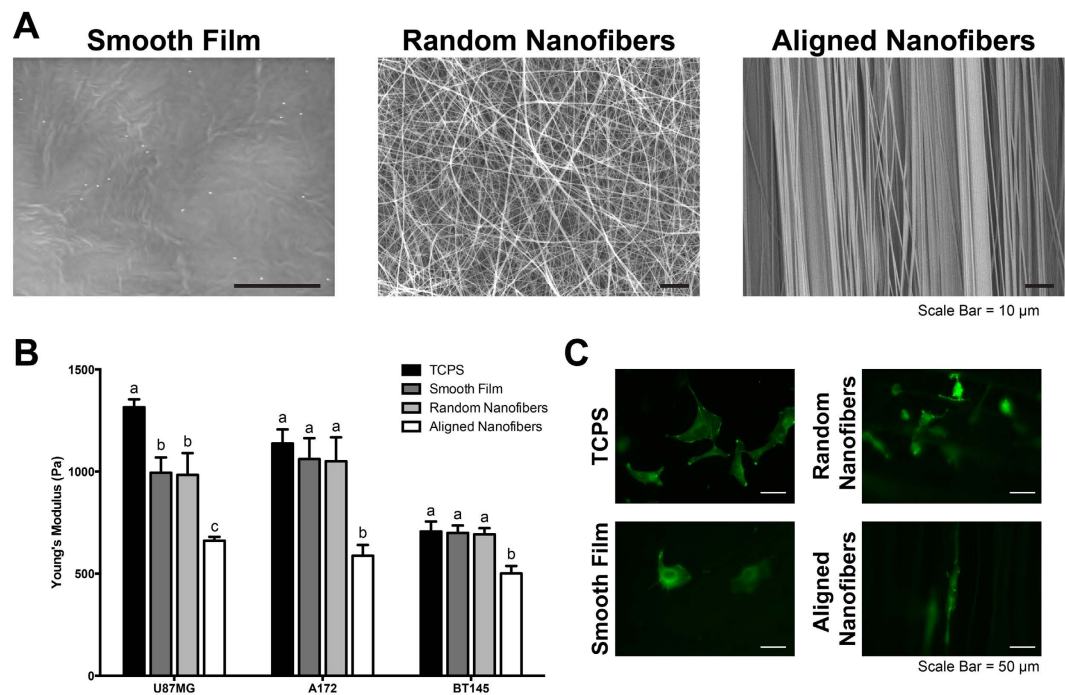 A
Smooth Film
Random Nanofibers
Aligned Nanofibers
Scale Bar = 10 µm
B
1500
1000
500
0
Young's Modulus (Pa)
TCPS
Smooth Film
Random Nanofibers
Aligned Nanofibers
a
b
b
c
a
a
a
b
a
a
a
b
U87MG
A172
BT145
C
TCPS
Random
Nanofibers
Smooth Film
Aligned
Nanofibers
Scale Bar = 50 µm